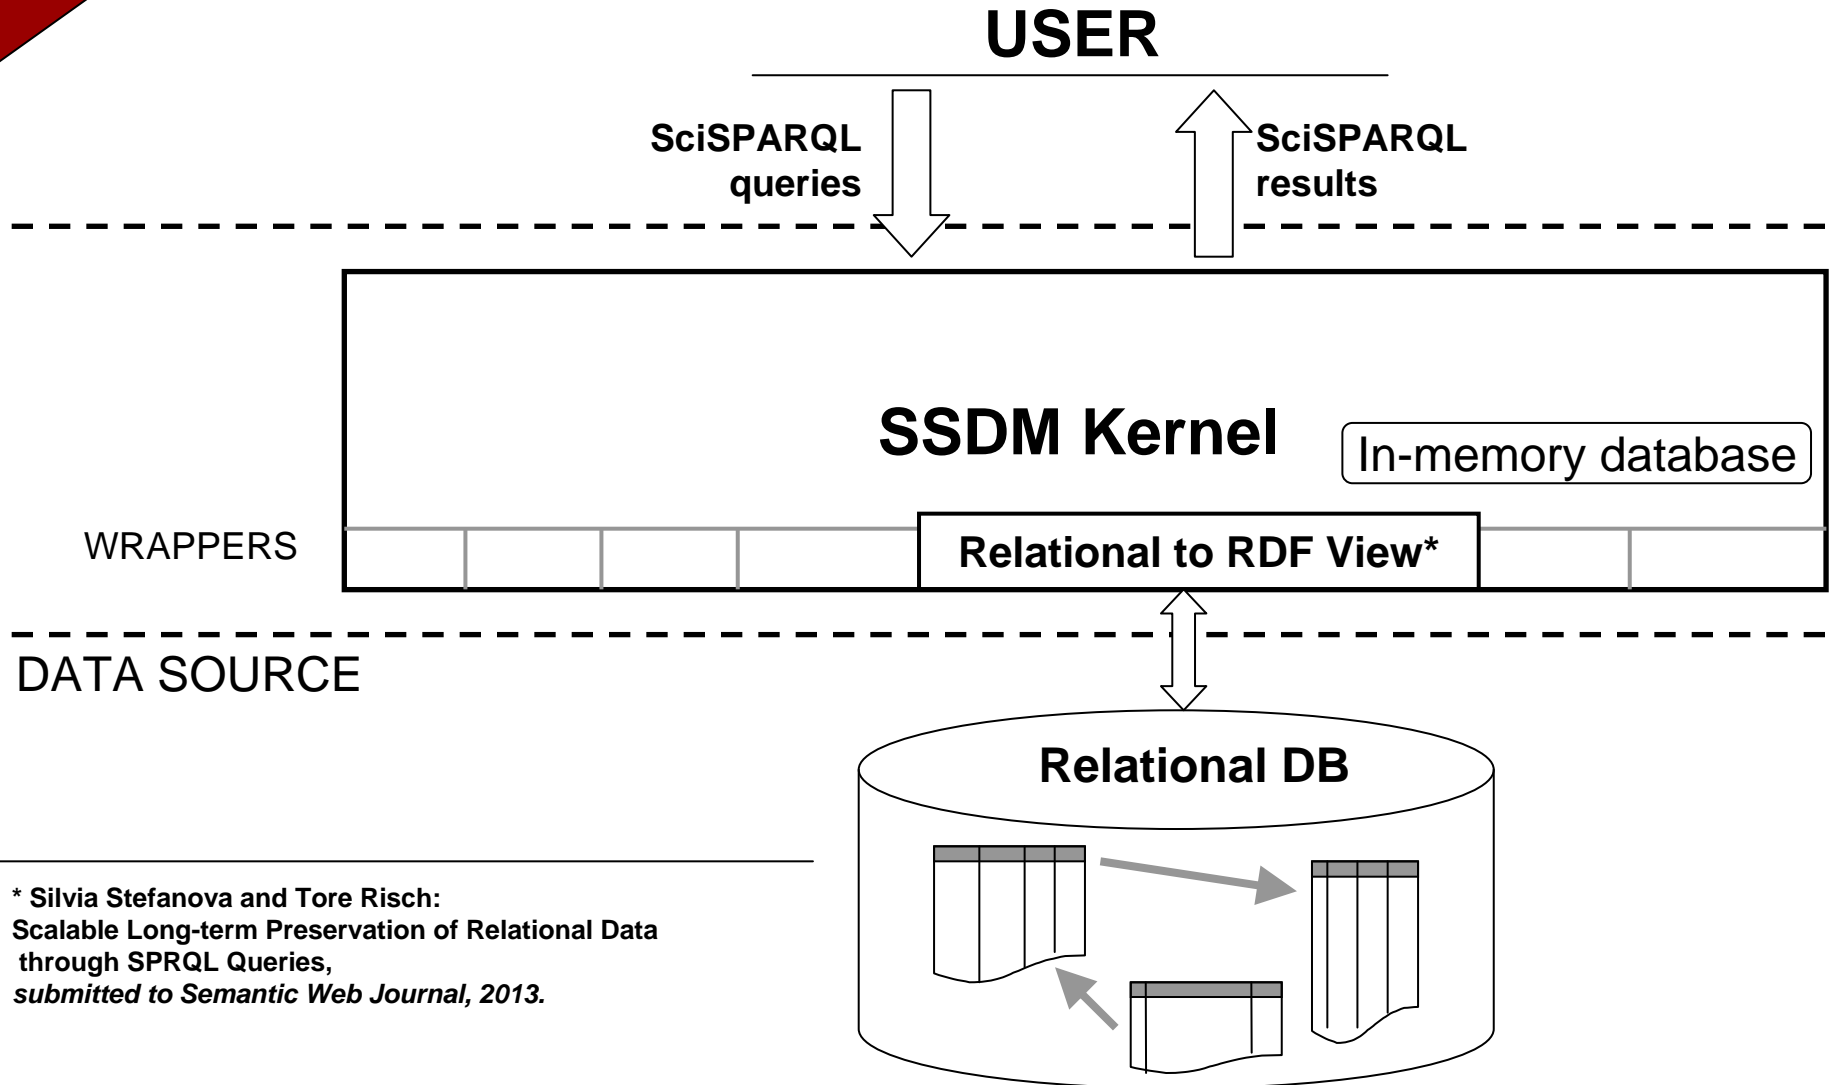 USER
SciSPARQL
queries
SciSPARQL
results
SSDM Kernel
In-memory database
WRAPPERS
Relational to RDF View*
DATA SOURCE
Relational DB
* Silvia Stefanova and Tore Risch:
Scalable Long-term Preservation of Relational Data
through SPRQL Queries,
submitted to Semantic Web Journal, 2013.